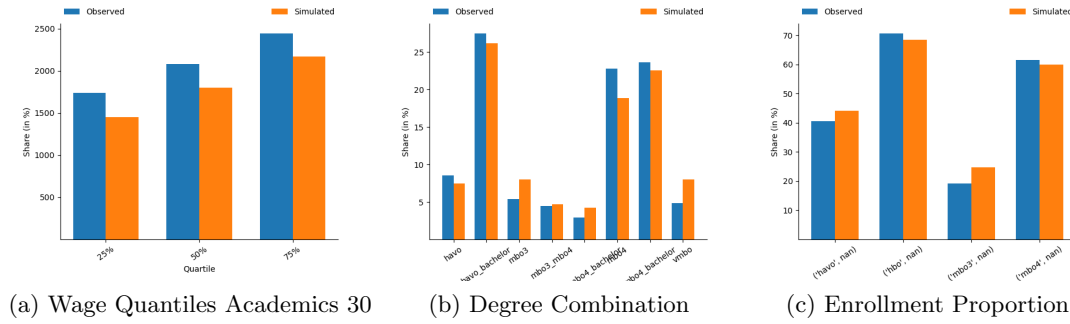 Observed Simulated
Share (in %)
2500
2000
1500
1000
500
25% 50% 75%
Quartile
(a) Wage Quantiles Academics 30
Observed Simulated
Share (in %)
25
20
15
10
5
havo havo_bachelor mbo3 mbo3_mbo4 mbo4_bachelor mbo4 mbo4_bachelor vmbo
(b) Degree Combination
Observed Simulated
Share (in %)
70
60
50
40
30
20
10
('havo', nan) ('hbo', nan) ('mbo3', nan) ('mbo4', nan)
(c) Enrollment Proportion